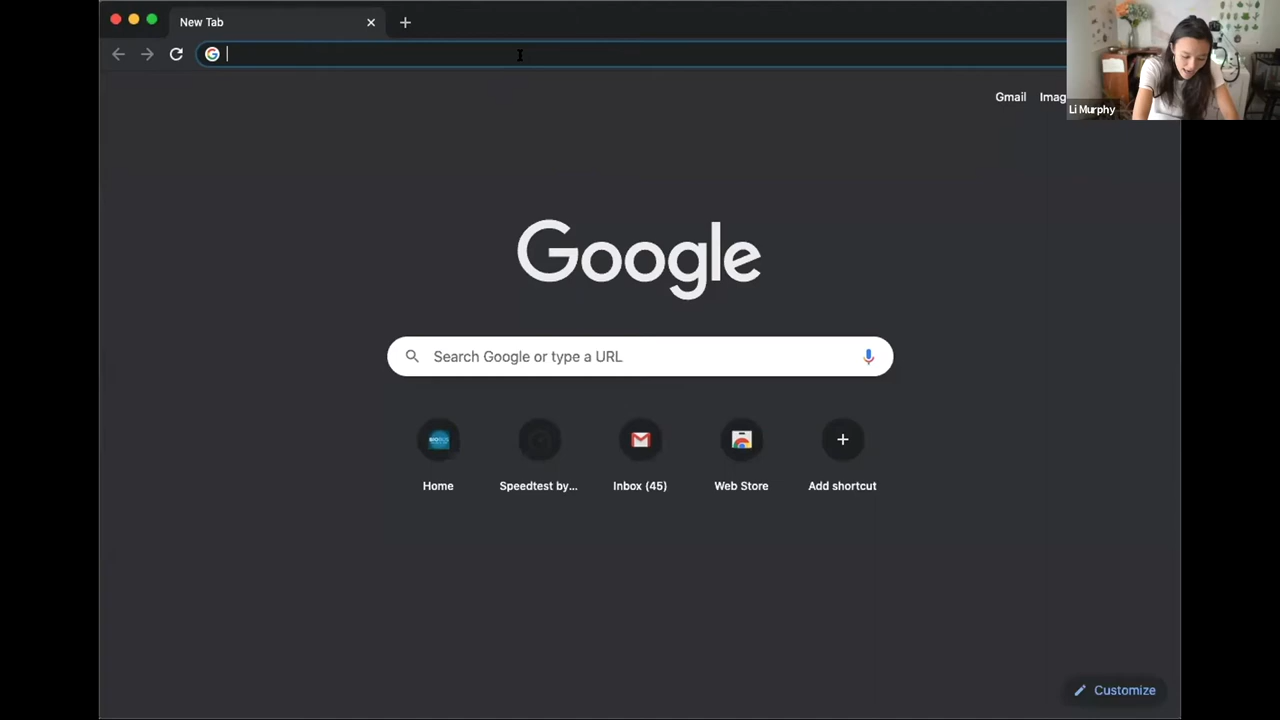 New Tab
Gmail Imag
Li Murphy
Google
Search Google or type a URL
Home
Speedtest by...
Inbox (45)
Web Store
Add shortcut
Customize